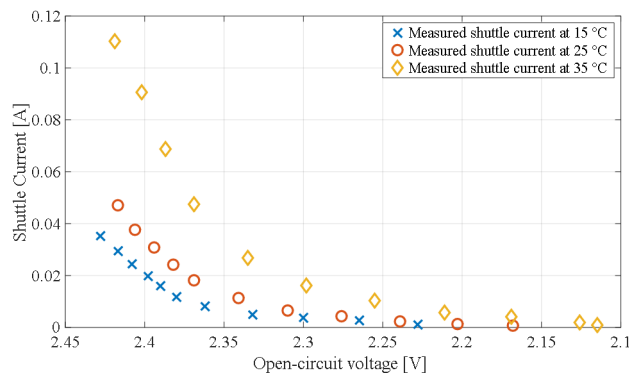 Measured shuttle current at 15 °C
Measured shuttle current at 25 °C
Measured shuttle current at 35 °C
Shuttle Current [A]
0.12
0.1
0.08
0.06
0.04
0.02
0
2.45 2.4 2.35 2.3 2.25 2.2 2.15 2.1
Open-circuit voltage [V]